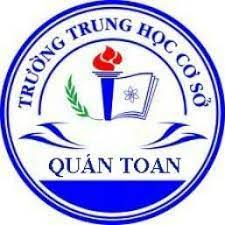 TRƯỜNG TRUNG HỌC CƠ SỞ
QUÁN TOAN